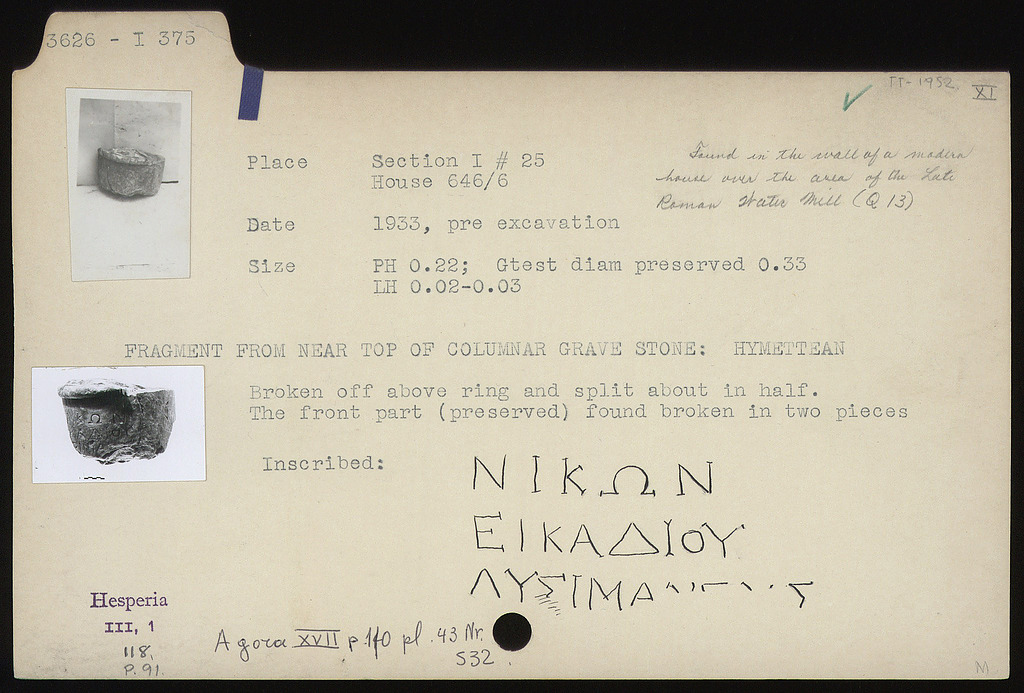 3626 - I 375
TT-1952
XI
Place Section I # 25
House 646/6
Found in the wall of a modern
house over the area of the Late
Roman Water Mill (Q 13)
Date 1933, pre excavation
Size PH 0.22; Gtest diam preserved 0.33
LH 0.02-0.03
FRAGMENT FROM NEAR TOP OF COLUMNAR GRAVE STONE: HYMETTEAN
Broken off above ring and split about in half.
The front part (preserved) found broken in two pieces
Inscribed:
ΝΙΚΩΝ
ΕΙΚΑΔΙΟΥ
ΛΥΣΙΜΑ
Hesperia
III, 1
118,
P. 91.
Agora XVII p. 110 pl. 43 Nr.
532.
M